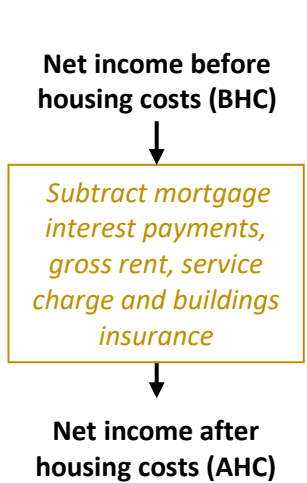 Net income before
housing costs (BHC)
Subtract mortgage
interest payments,
gross rent, service
charge and buildings
insurance
Net income after
housing costs (AHC)